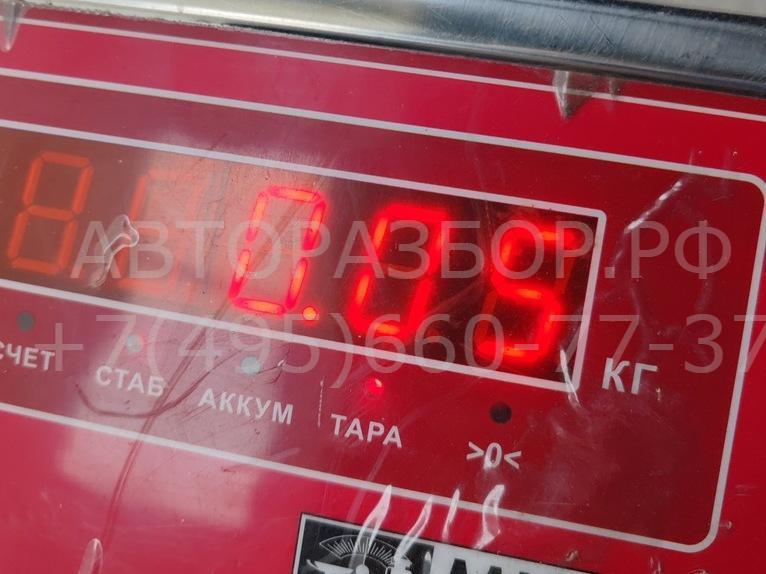 0.05
АВТОРАЗБОР.РФ
+7(495)660-77-37
КГ
СЧЕТ СТАБ АККУМ ТАРА >0<